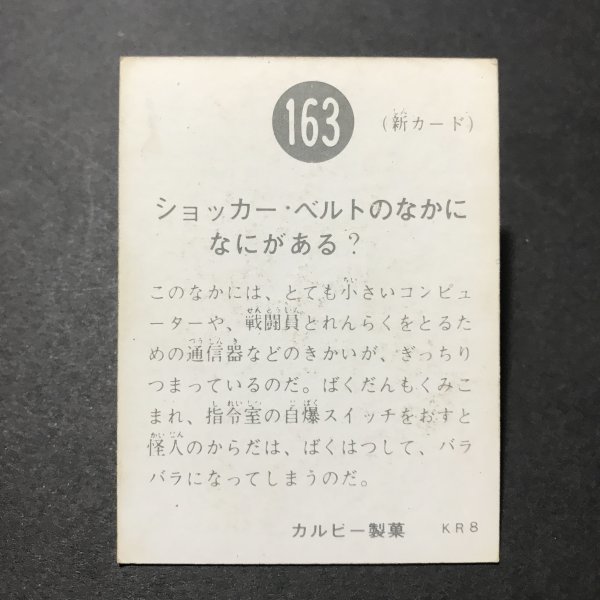 163
(新カード)
ショッカー・ベルトのなかに
なにがある?
このなかには、とても小さいコンピュ
ーターや、戦闘員とれんらくをとるた
めの通信器などのきかいが、ぎっちり
つまっているのだ。ばくだんもくみこ
まれ、指令室の自爆スイッチをおすと
怪人のからだは、ばくはつして、バラ
バラになってしまうのだ。
カルビー製菓 KR8